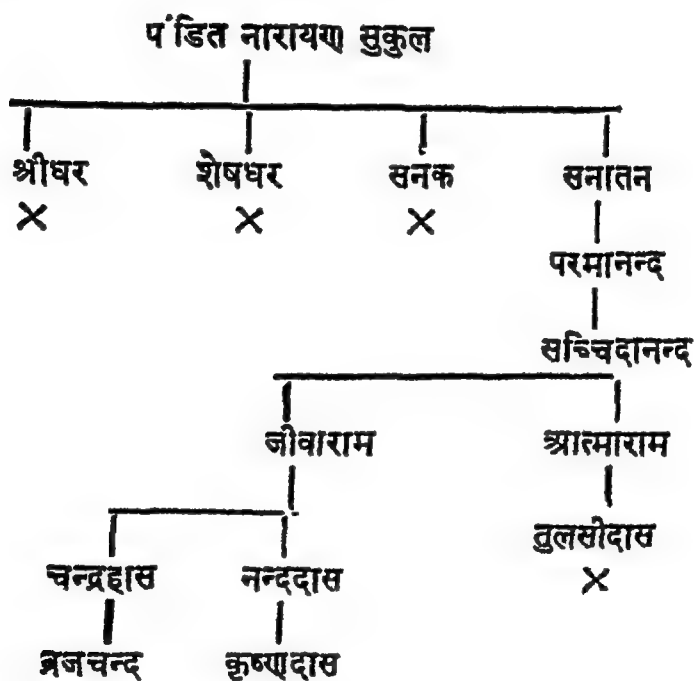 पंडित नारायण सुकुल
श्रीधर शेषधर सनक सनातन
× × ×
परमानन्द
सच्चिदानन्द
जीवाराम आत्माराम
तुलसीदास
चन्द्रहास नन्ददास
×
ब्रजचन्द कृष्णदास